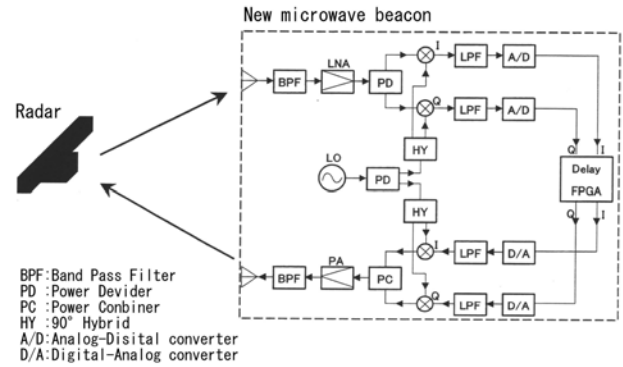 New microwave beacon
I
LNA
LPF
A/D
BPF
PD
Q
LPF
A/D
Radar
HY
Q
I
LO
PD
Delay
FPGA
HY
Q
I
PA
I
LPF
D/A
BPF
PC
Q
LPF
D/A
BPF:Band Pass Filter
PD :Power Devider
PC :Power Conbiner
HY :90° Hybrid
A/D:Analog-Disital converter
D/A:Digital-Analog converter